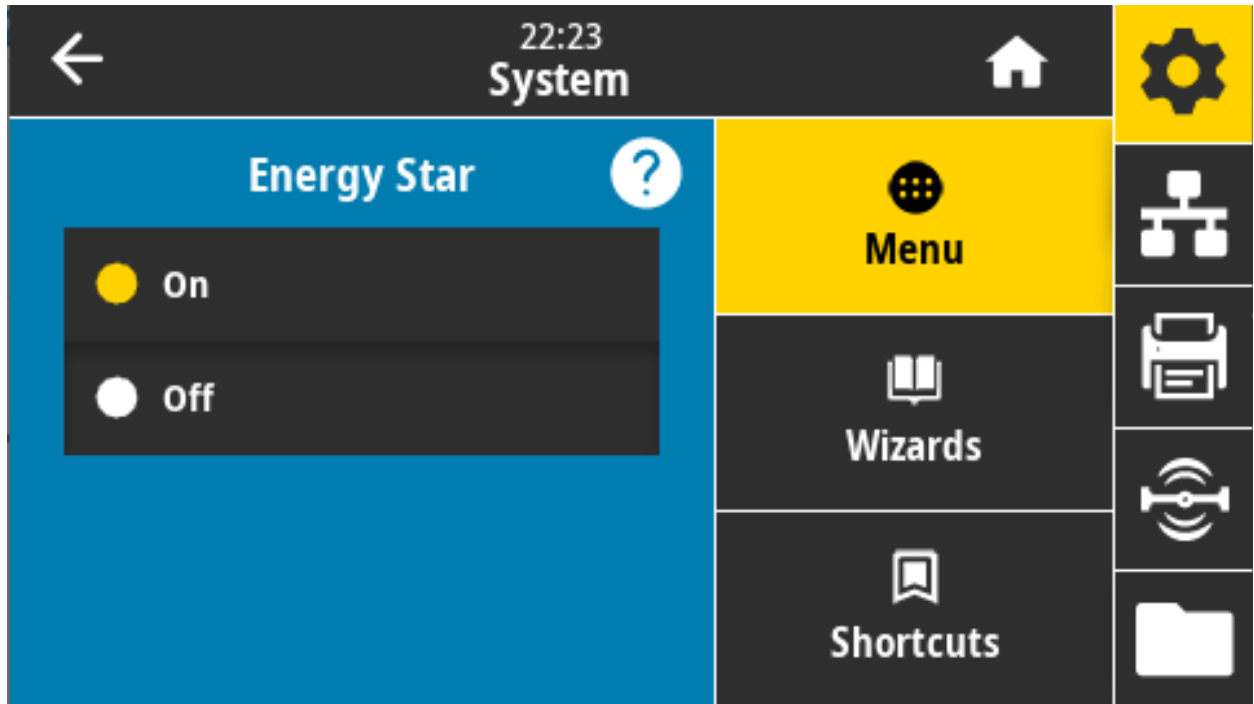 22:23
System
Energy Star
?
On
Off
Menu
Wizards
Shortcuts